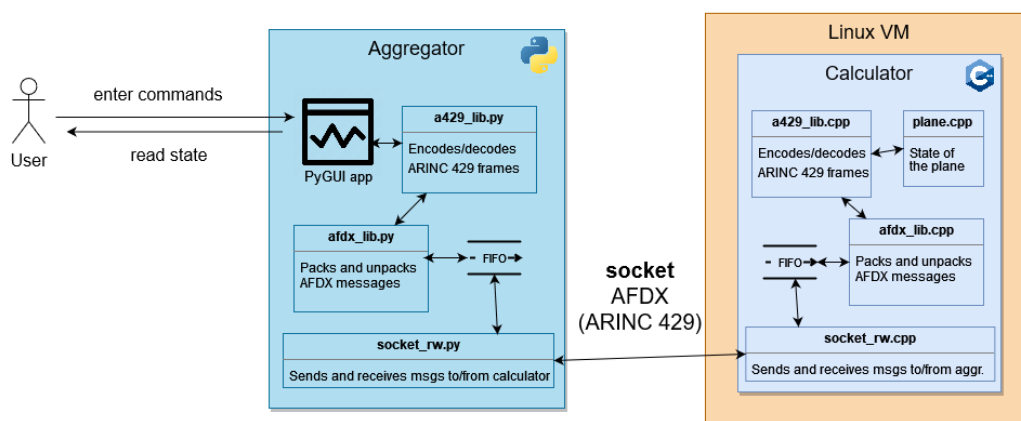 Linux VM
Aggregator
Calculator
enter commands
read state
User
PyGUI app
a429_lib.py
Encodes/decodes
ARINC 429 frames
afdx_lib.py
Packs and unpacks
AFDX messages
FIFO
socket_rw.py
Sends and receives msgs to/from calculator
socket
AFDX
(ARINC 429)
C++
a429_lib.cpp
Encodes/decodes
ARINC 429 frames
plane.cpp
State of
the plane
afdx_lib.cpp
Packs and unpacks
AFDX messages
FIFO
socket_rw.cpp
Sends and receives msgs to/from aggr.